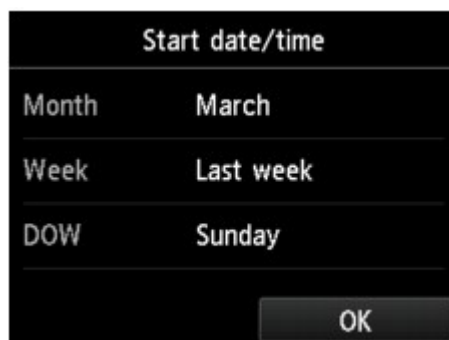 Start date/time
Month March
Week Last week
DOW Sunday
OK